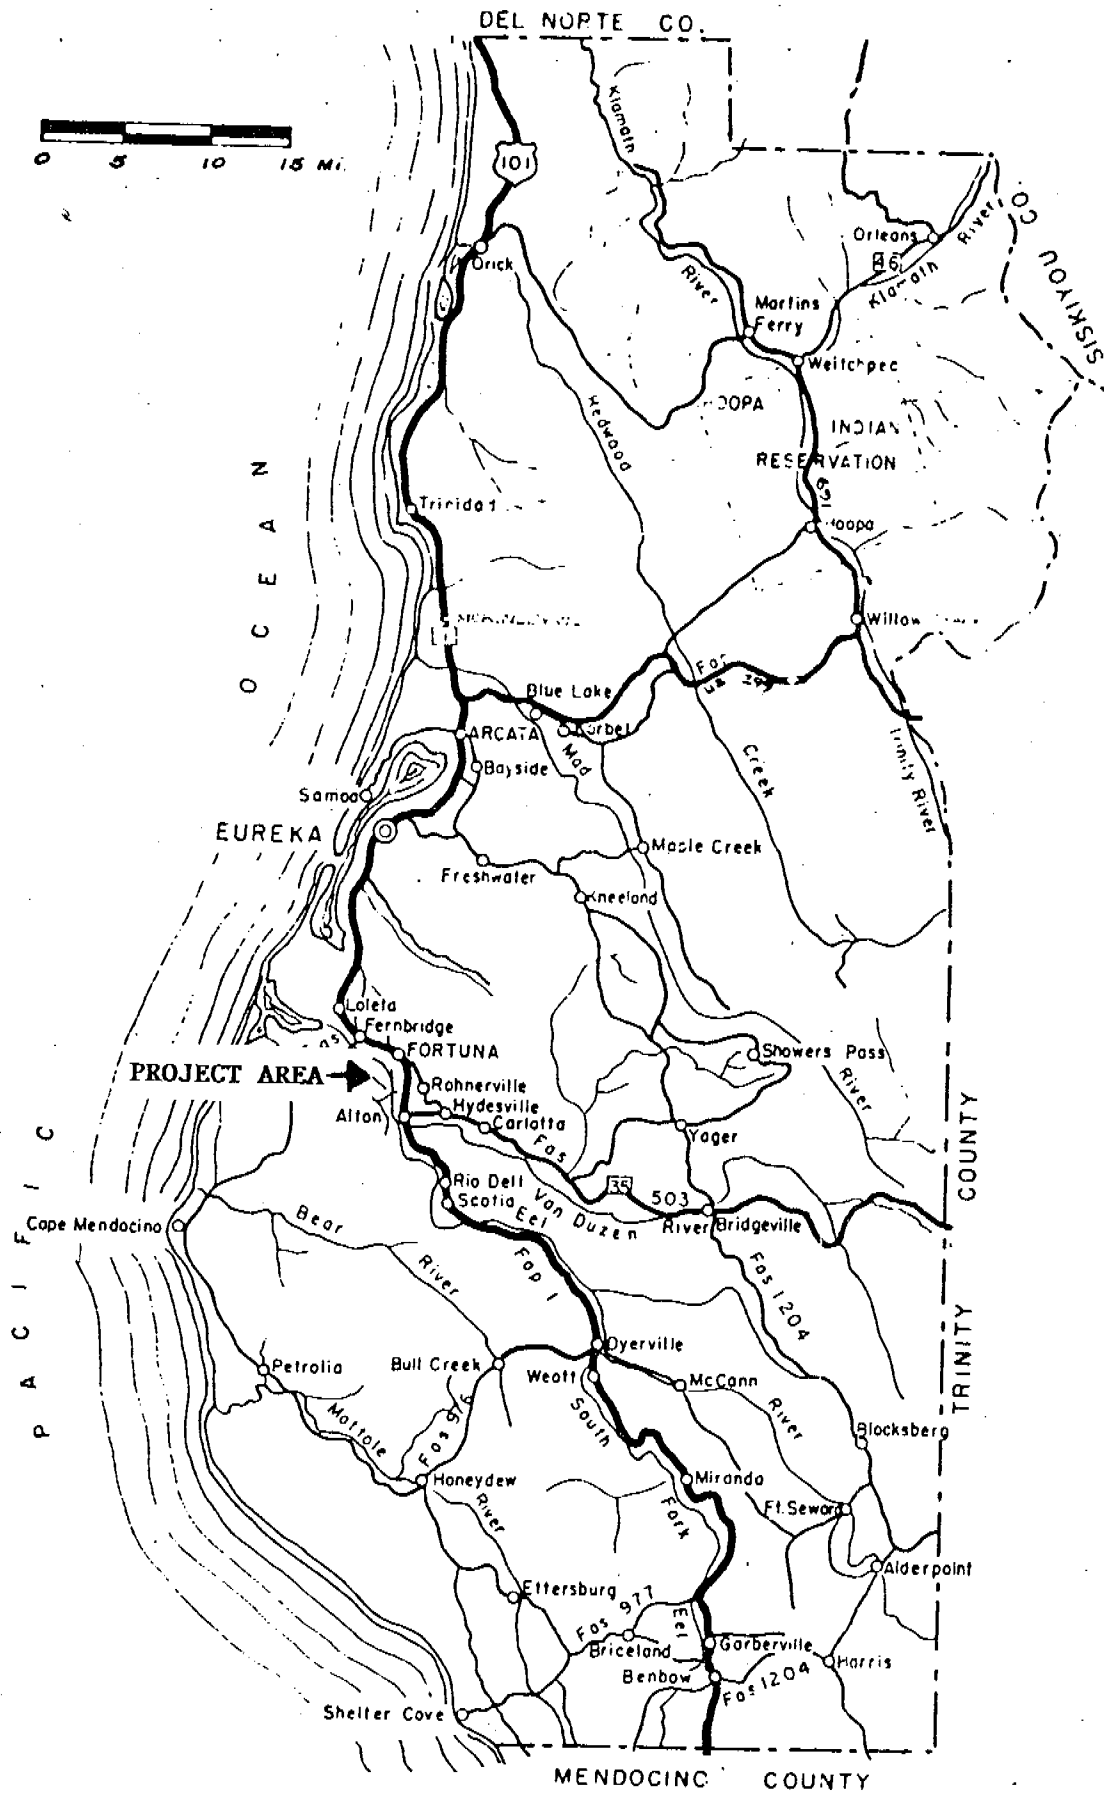 DEL NORTE CO.
0 5 10 15 Mi.
101
Klamath
River
Orick
Orleans
46
Klamath
River
SISKIYOU CO.
Martins
Ferry
Weitchpec
INDIAN
RESERVATION
Redwood
Trinidad
Willow
Fas
Blue Lake
Korbel
ARCATA
Mad
Bayside
Creek
Trinity River
Samoa
EUREKA
Maple Creek
Freshwater
Kneeland
Loleta
Fernbridge
FORTUNA
Showers Pass
River
PROJECT AREA
Rohnerville
Hydesville
Alton
Carlotta
Fas
Yager
35
503
Rio Dell
Scotia
Eel
Van Duzen
River
Bridgeville
Cape Mendocino
Bear
River
Fap 1
Fas 1204
Dyerville
Petrolia
Bull Creek
Weott
McCann
South
River
Mattole
Fas 976
Blocksberg
Honeydew
River
Miranda
Fork
Ft. Seward
Alderpoint
Ettersburg
Fas 977
Eel
Briceland
Garberville
Benbow
Fas 1204
Harris
Shelter Cove
PACIFIC
OCEAN
TRINITY COUNTY
MENDOCINO COUNTY